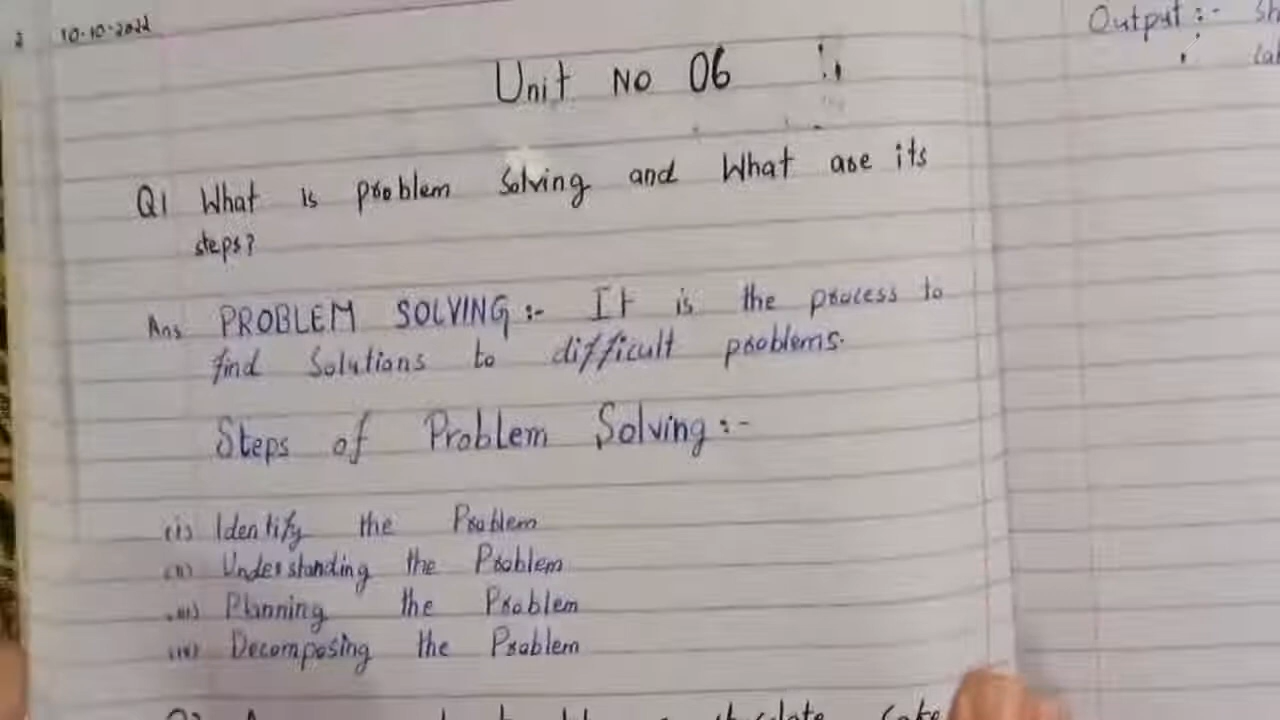 10-10-2022
Unit No 06 :
Q1 What is problem Solving and What are its
steps?
Ans PROBLEM SOLVING :- It is the process to
find Solutions to difficult problems.
Steps of Problem Solving :-
(i) Identify the Problem
(ii) Understanding the Problem
(iii) Planning the Problem
(iv) Decomposing the Problem
Cake
Output :-